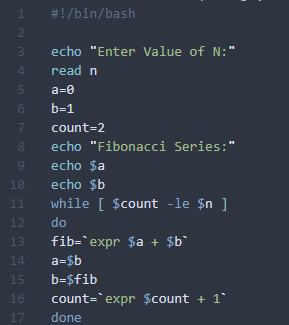 1 #!/bin/bash
2
3 echo "Enter Value of N:"
4 read n
5 a=0
6 b=1
7 count=2
8 echo "Fibonacci Series:"
9 echo $a
10 echo $b
11 while [ $count -le $n ]
12 do
13 fib=`expr $a + $b`
14 a=$b
15 b=$fib
16 count=`expr $count + 1`
17 done